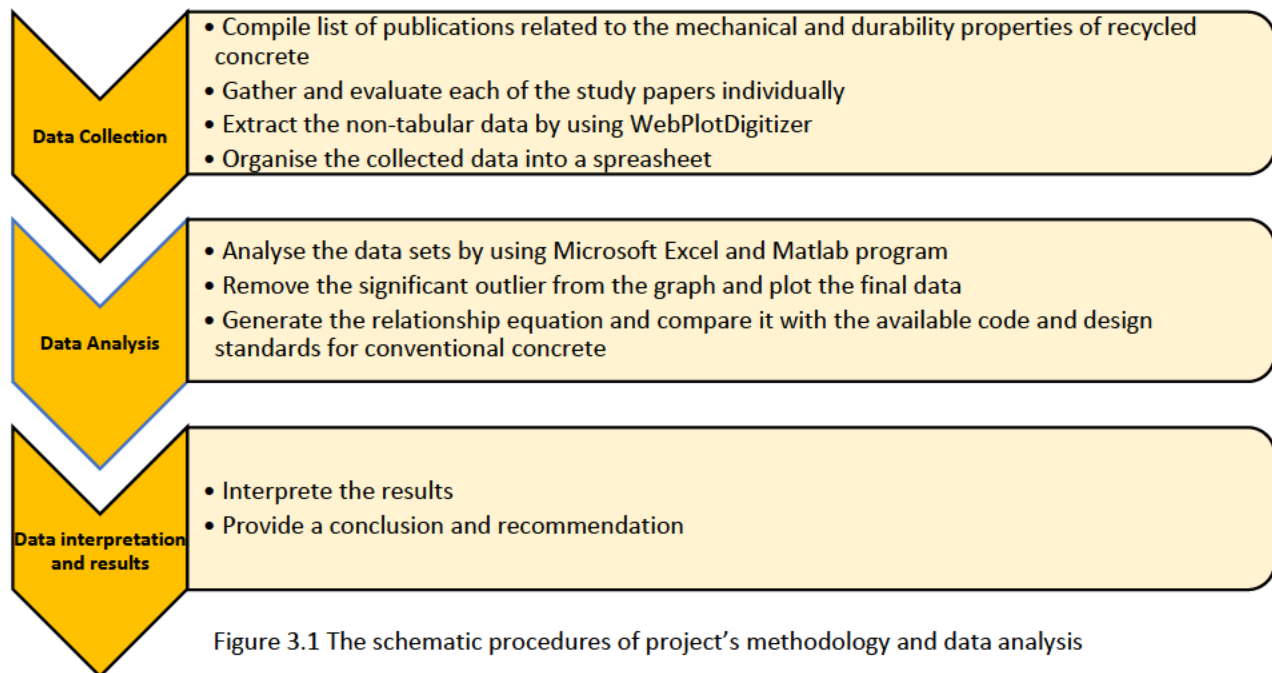 Data Collection
• Compile list of publications related to the mechanical and durability properties of recycled
concrete
• Gather and evaluate each of the study papers individually
• Extract the non-tabular data by using WebPlotDigitizer
• Organise the collected data into a spreasheet
Data Analysis
• Analyse the data sets by using Microsoft Excel and Matlab program
• Remove the significant outlier from the graph and plot the final data
• Generate the relationship equation and compare it with the available code and design
standards for conventional concrete
Data interpretation
and results
• Interprete the results
• Provide a conclusion and recommendation
Figure 3.1 The schematic procedures of project's methodology and data analysis